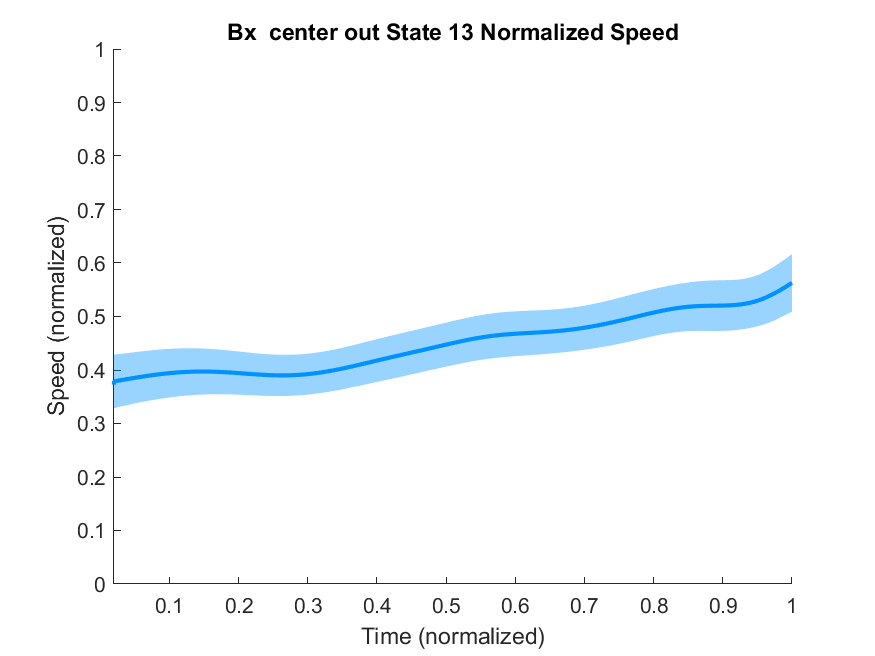 Bx  center out State 13 Normalized Speed
1
0.9
0.8
0.7
0.6
0.5
0.4
0.3
0.2
0.1
0
Speed (normalized)
0.1 0.2 0.3 0.4 0.5 0.6 0.7 0.8 0.9 1
Time (normalized)